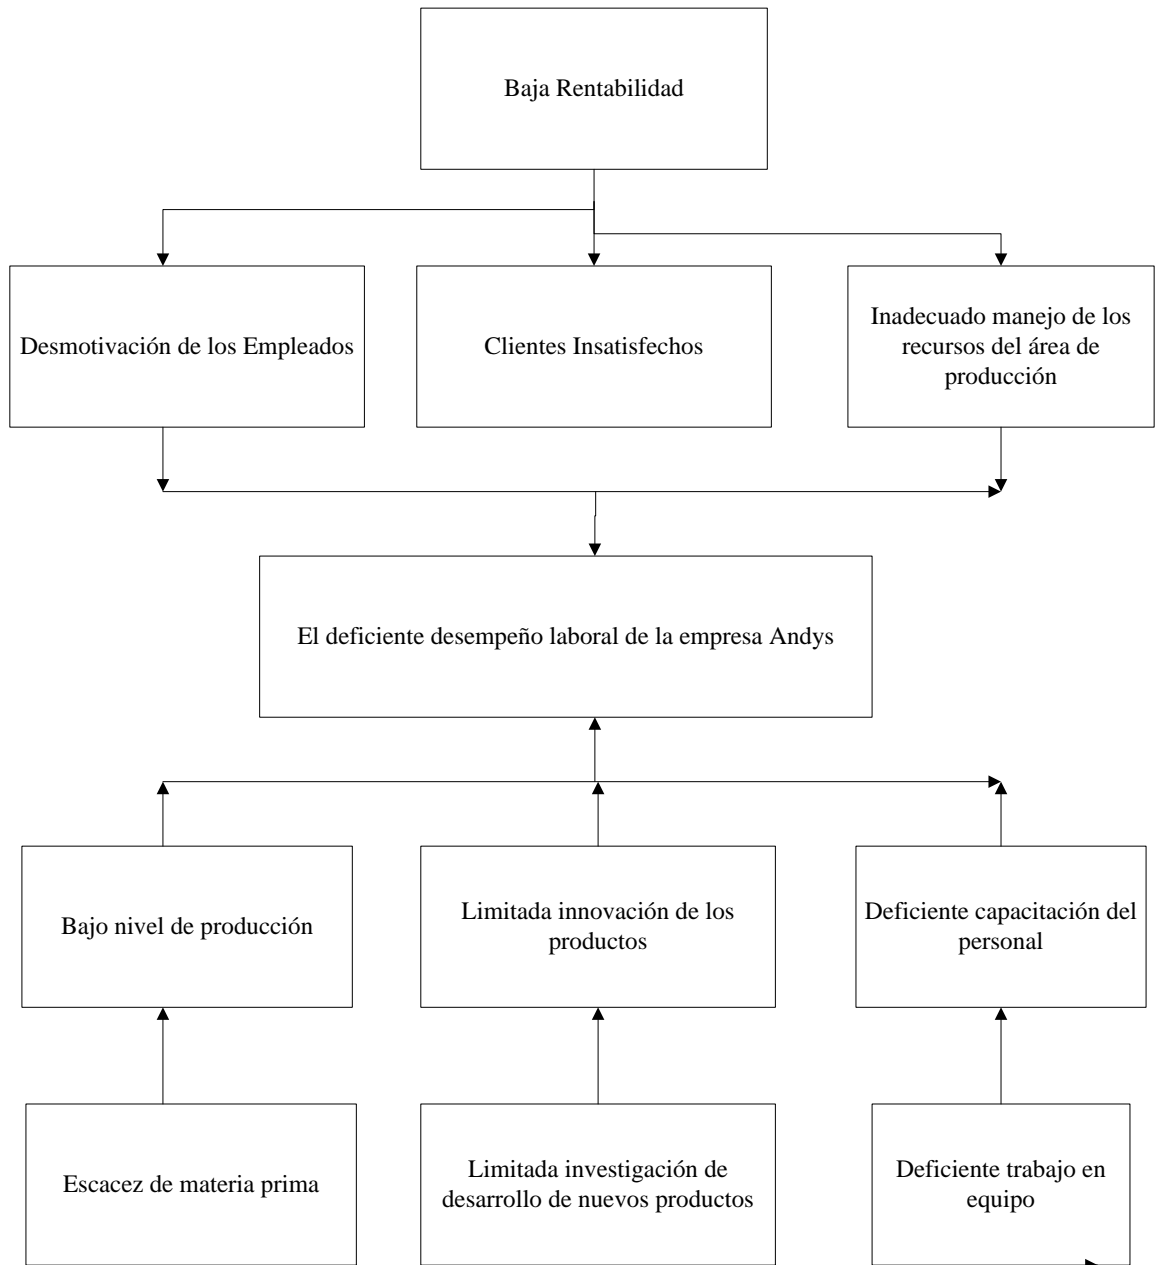 Baja Rentabilidad
Desmotivación de los Empleados
Clientes Insatisfechos
Inadecuado manejo de los
recursos del área de
producción
El deficiente desempeño laboral de la empresa Andys
Bajo nivel de producción
Limitada innovación de los
productos
Deficiente capacitación del
personal
Escacez de materia prima
Limitada investigación de
desarrollo de nuevos productos
Deficiente trabajo en
equipo